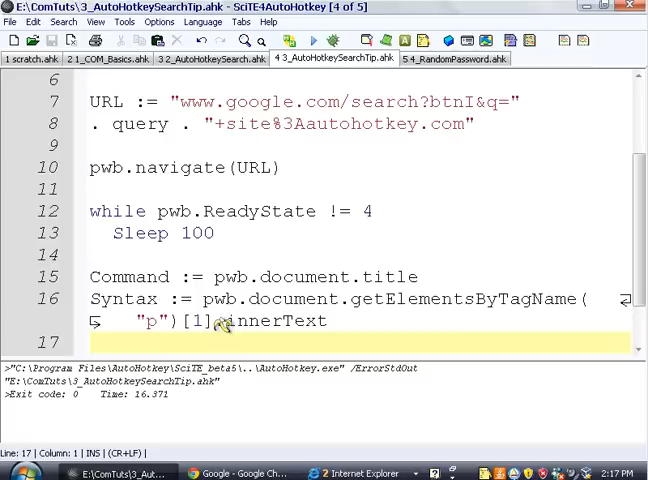 E:\ComTuts\3_AutoHotkeySearchTip.ahk - SciTE4AutoHotkey [4 of 5]
File Edit Search View Tools Options Language Tabs Help
1 scratch.ahk 2 1_COM_Basics.ahk 3 2_AutoHotkeySearch.ahk 4 3_AutoHotkeySearchTip.ahk 5 4_RandomPassword.ahk
6
7 URL := "www.google.com/search?btnI&q="
8 . query . "+site%3Aautohotkey.com"
9
10 pwb.navigate(URL)
11
12 while pwb.ReadyState != 4
13 Sleep 100
14
15 Command := pwb.document.title
16 Syntax := pwb.document.getElementsByTagName(
"p")[1].innerText
17
>"C:\Program Files\AutoHotkey\SciTE_beta5\..\AutoHotkey.exe" /ErrorStdOut
"E:\ComTuts\3_AutoHotkeySearchTip.ahk"
>Exit code: 0 Time: 16.371
Line: 17 | Column: 1 | INS | (CR+LF) |
E:\ComTuts\3_Aut... Google - Google Ch... 2 Internet Explorer 2:17 PM